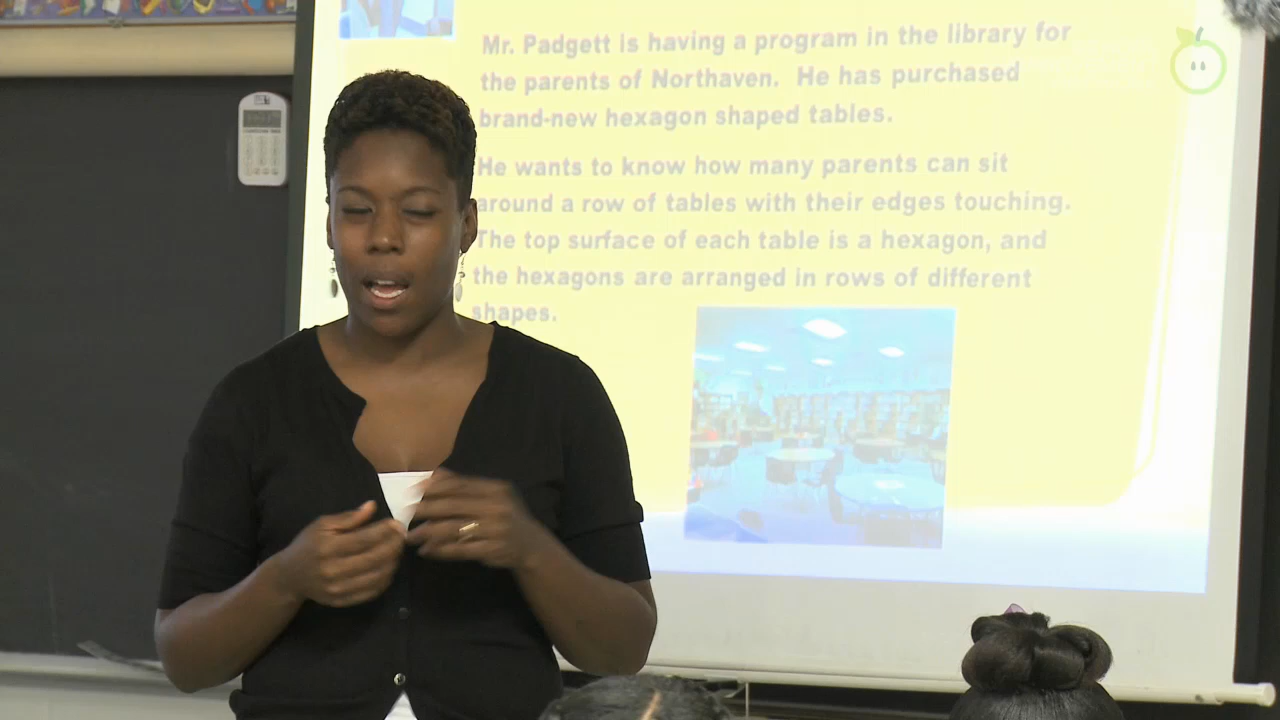 Mr. Padgett is having a program in the library for
the parents of Northaven. He has purchased
brand-new hexagon shaped tables.
He wants to know how many parents can sit
around a row of tables with their edges touching.
The top surface of each table is a hexagon, and
the hexagons are arranged in rows of different
shapes.